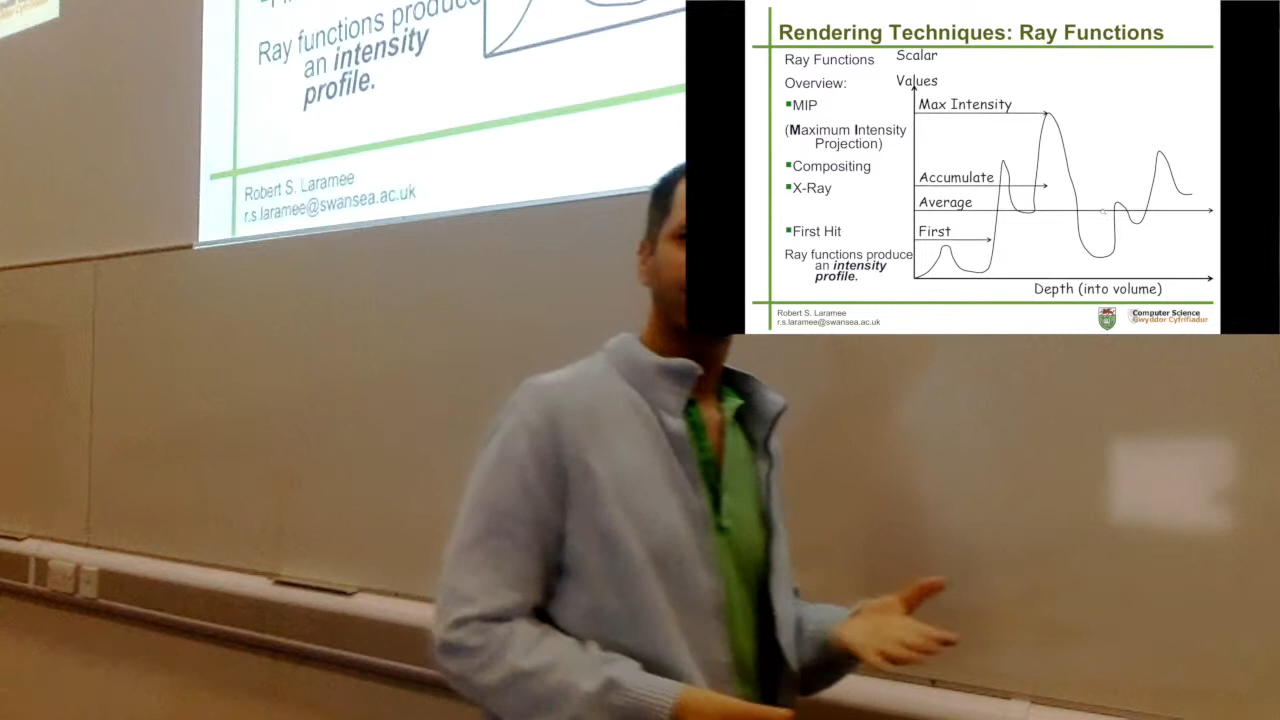 Ray functions produce
an intensity
profile.
Robert S. Laramee
r.s.laramee@swansea.ac.uk
Rendering Techniques: Ray Functions
Ray Functions
Overview:
MIP
(Maximum Intensity
Projection)
Compositing
X-Ray
First Hit
Ray functions produce
an intensity
profile.
Scalar
Values
Max Intensity
Accumulate
Average
First
Depth (into volume)
Robert S. Laramee
r.s.laramee@swansea.ac.uk
Computer Science
Gwyddor Cyfrifiadur